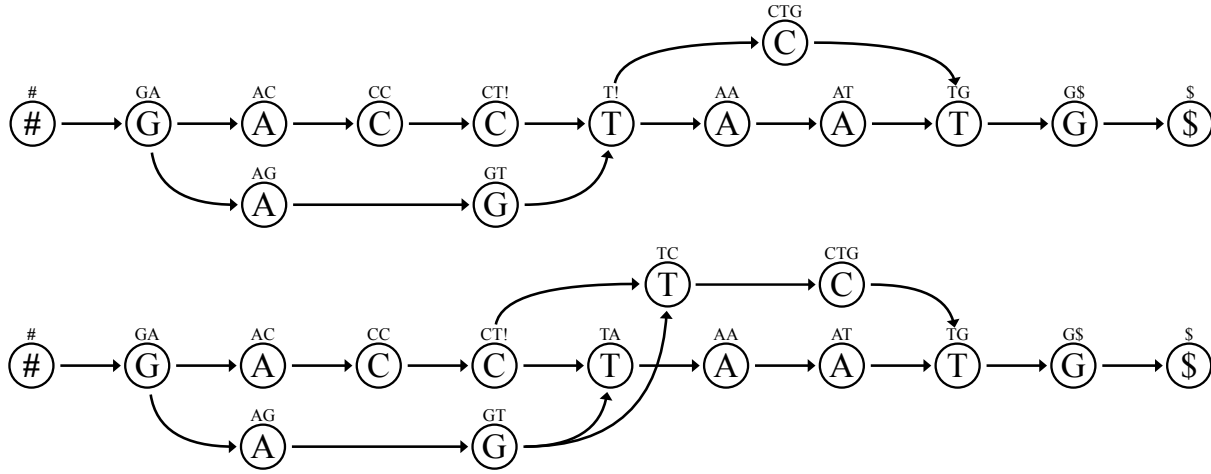 CTG
C
# GA AC CC CT! T! AA AT TG G$ $
# G A C C T A A T G $
AG GT
A G
TC CTG
T C
# GA AC CC CT! TA AA AT TG G$ $
# G A C C T A A T G $
AG GT
A G